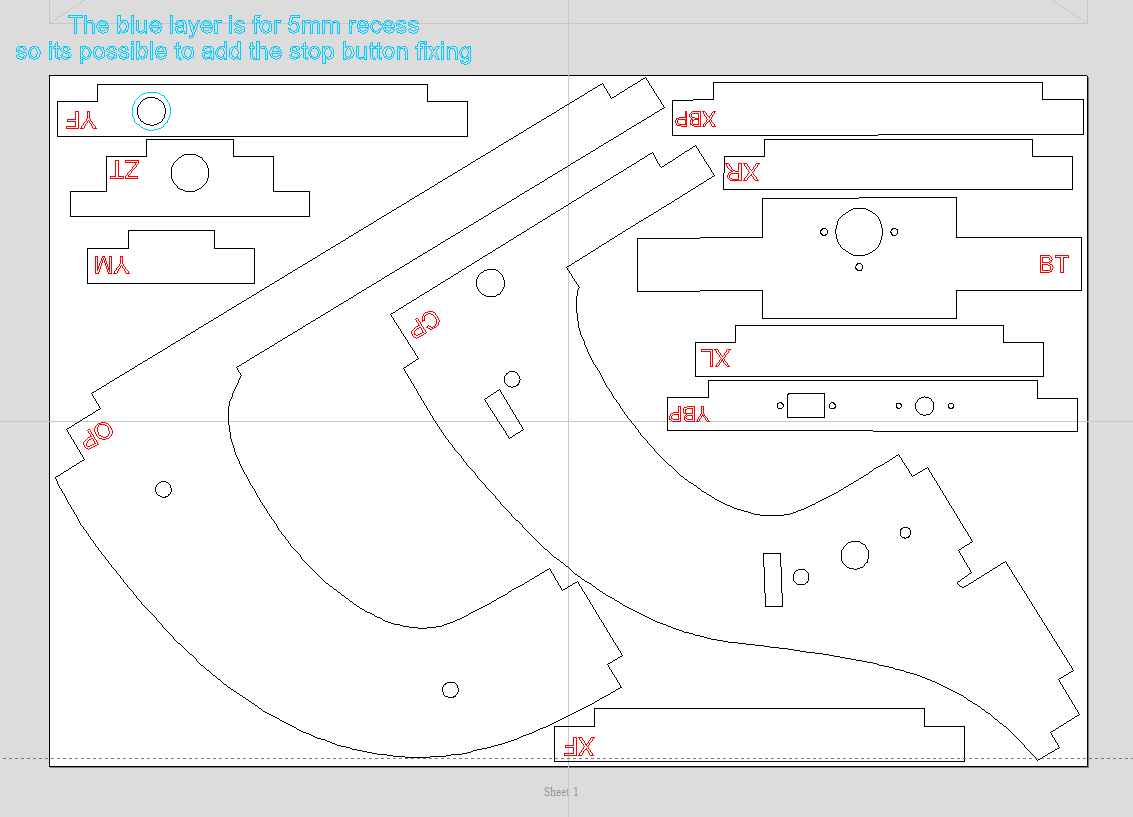 The blue layer is for 5mm recess
so its possible to add the stop button fixing
YF
XBP
ZT
XR
YM
BT
CP
XL
YBP
OP
XF
Sheet 1